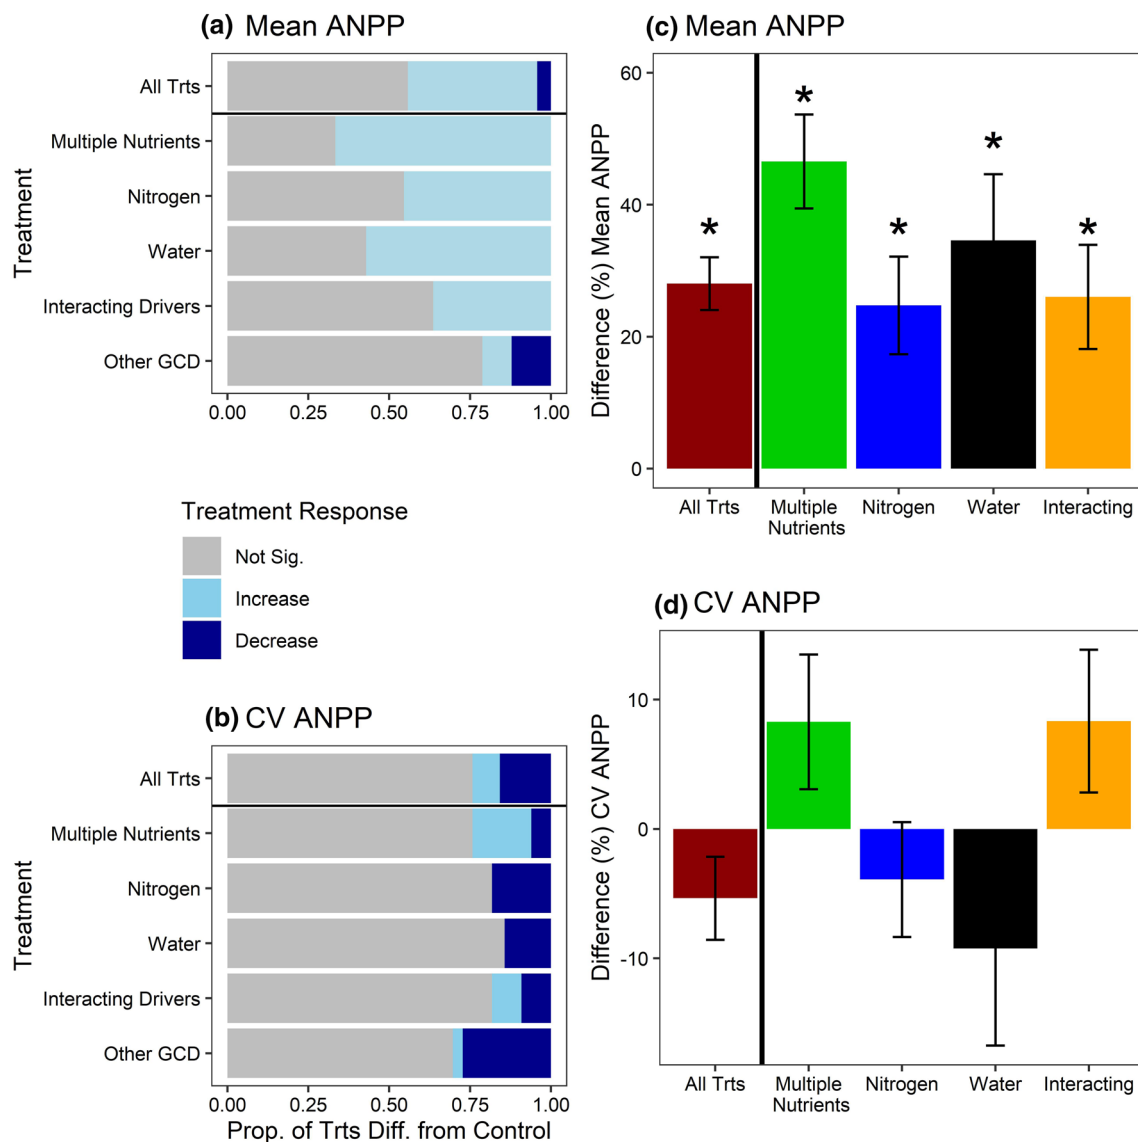 (a) Mean ANPP
Treatment
All Trts
Multiple Nutrients
Nitrogen
Water
Interacting Drivers
Other GCD
0.00 0.25 0.50 0.75 1.00
Treatment Response
Not Sig.
Increase
Decrease
(b) CV ANPP
Treatment
All Trts
Multiple Nutrients
Nitrogen
Water
Interacting Drivers
Other GCD
0.00 0.25 0.50 0.75 1.00
Prop. of Trts Diff. from Control
(c) Mean ANPP
Difference (%) Mean ANPP
60
40
20
0
* * * * *
All Trts Multiple Nitrogen Water Interacting
Nutrients
(d) CV ANPP
Difference (%) CV ANPP
10
0
-10
All Trts Multiple Nitrogen Water Interacting
Nutrients